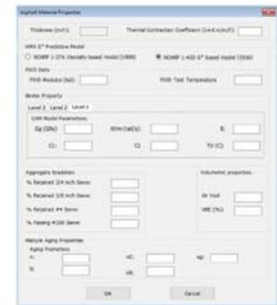 Asphalt Material Properties
Thickness (inch):
Thermal Contraction Coefficient (1e-6 in/in/F):
HMA E* Predictive Model
NCHRP 1-37A Viscosity based model (1999)
NCHRP 1-40D G* based model (2006)
FWD Data
FWD Modulus (ksi)
FWD Test Temperature
Binder Property
Level 3 Level 2 Level 1
CHM Model Parameters:
Gg (GPa)
R:
C1:
C2
Td (C)
Aggregate Gradation
% Retained 3/4 inch Sieve:
% Retained 3/8 inch Sieve:
% Retained #4 Sieve:
% Passing #200 Sieve:
Volumetric properties
Air Void
VBE (%):
Mixture Aging Properties
Aging Parameters
OK
Cancel